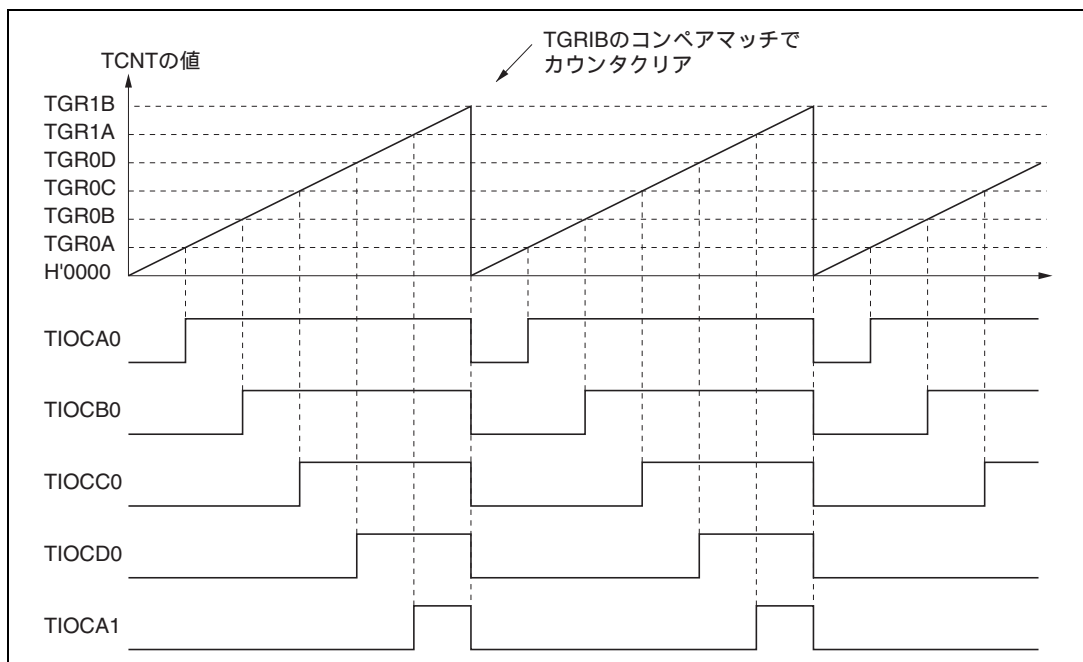 TGRIBのコンペアマッチで
カウンタクリア
TCNTの値
TGR1B
TGR1A
TGR0D
TGR0C
TGR0B
TGR0A
H'0000
TIOCA0
TIOCB0
TIOCC0
TIOCD0
TIOCA1